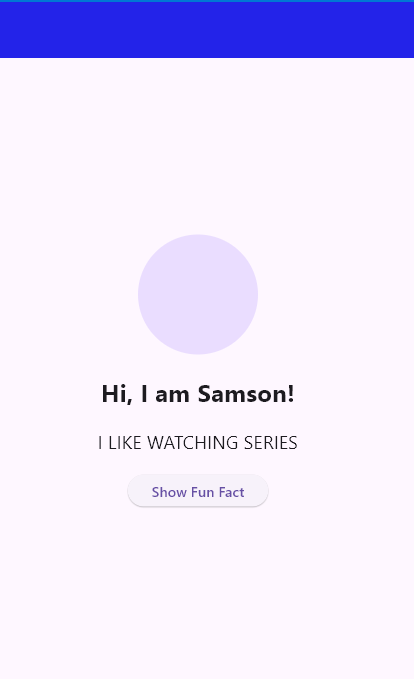 Hi, I am Samson!
I LIKE WATCHING SERIES
Show Fun Fact